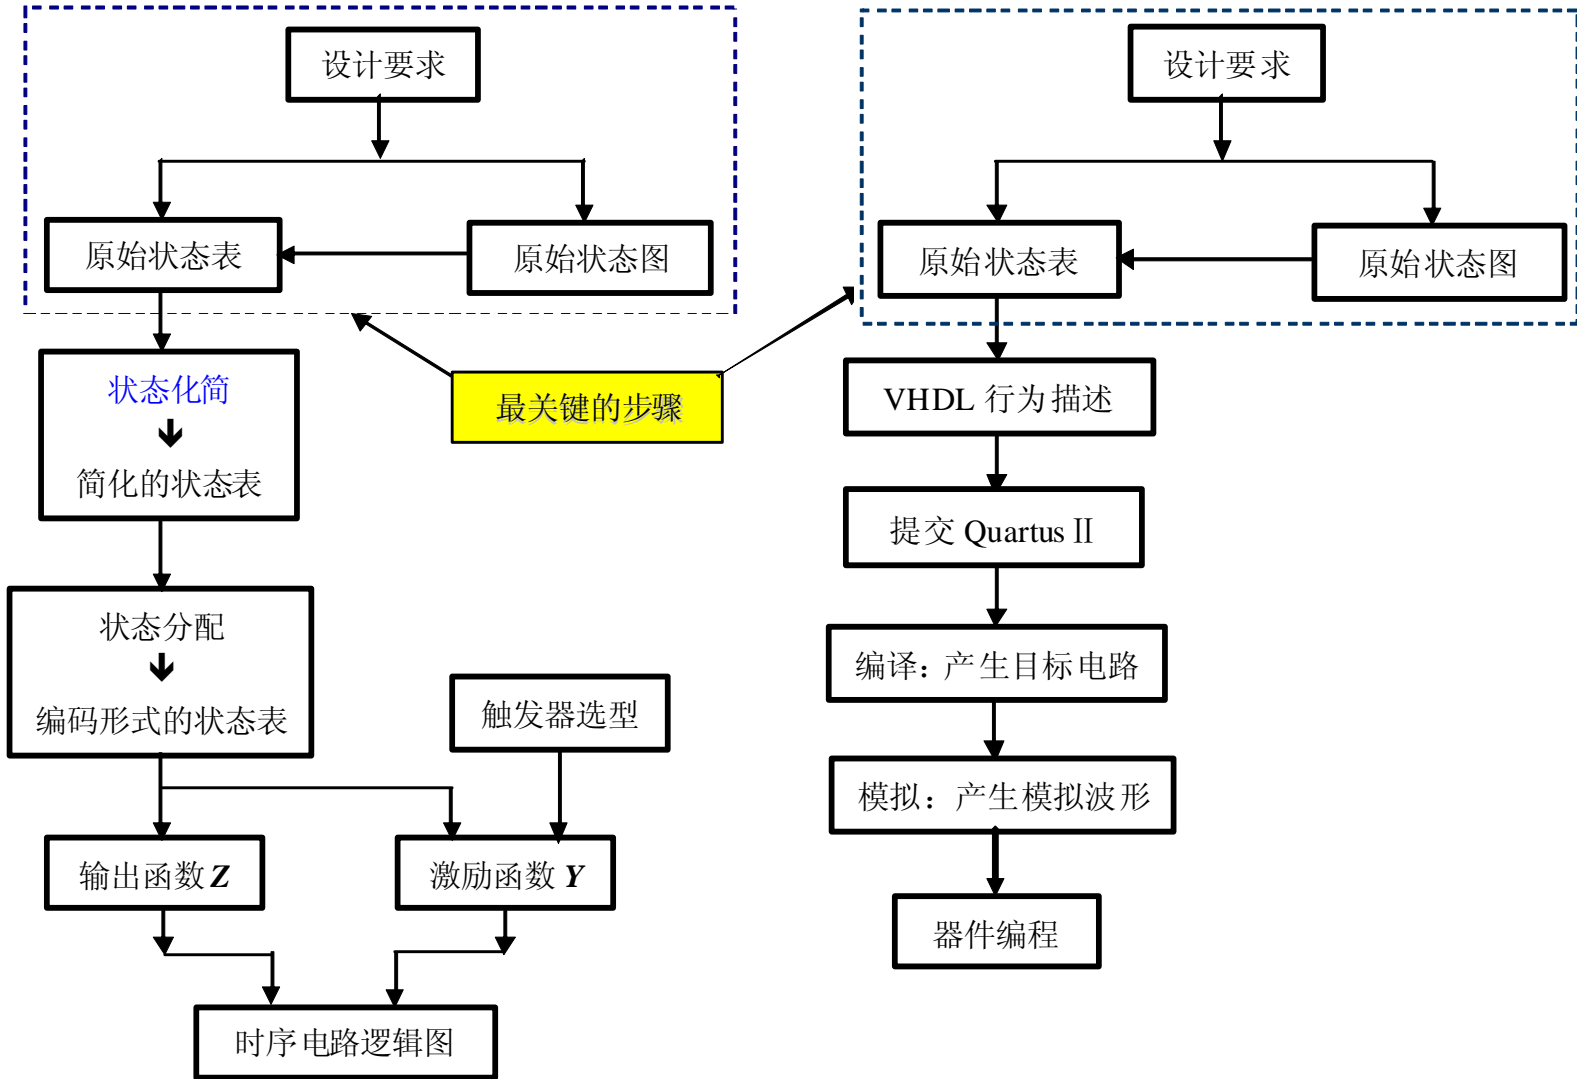 设计要求
原始状态表
原始状态图
状态化简
简化的状态表
状态分配
编码形式的状态表
触发器选型
输出函数 Z
激励函数 Y
时序电路逻辑图
最关键的步骤
设计要求
原始状态表
原始状态图
VHDL 行为描述
提交 Quartus Ⅱ
编译：产生目标电路
模拟：产生模拟波形
器件编程